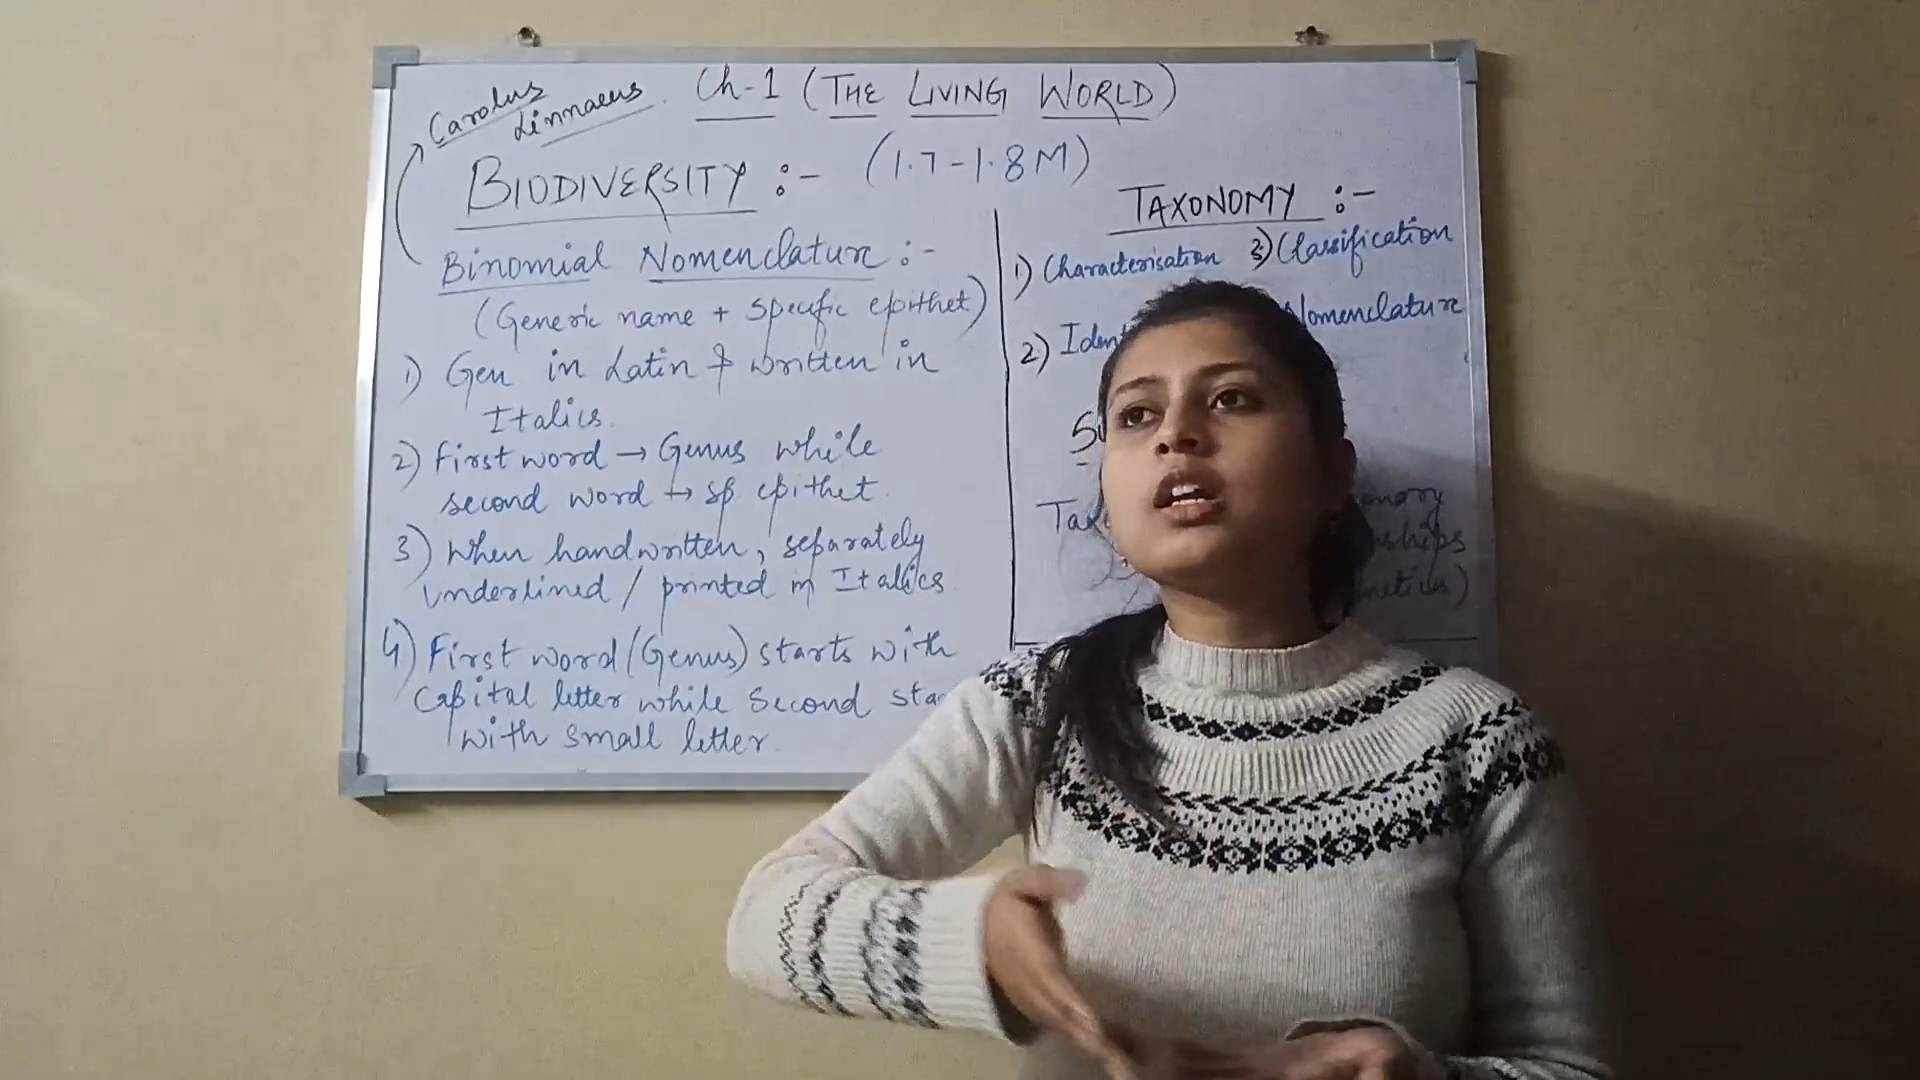 Carolus
Linnaeus.
Ch-1 (THE LIVING WORLD)
BIODIVERSITY :- (1.7-1.8M)
Binomial Nomenclature :-
(Generic name + specific epithet)
1) Gen in Latin & written in
Italics.
2) First word → Genus while
second word → sp. epithet.
3) When handwritten, separately
underlined / printed in Italics.
4) First word (Genus) starts with
capital letter while second
with small letter.
TAXONOMY :-
1) Characterisation 3) Classification
2) Nomenclature